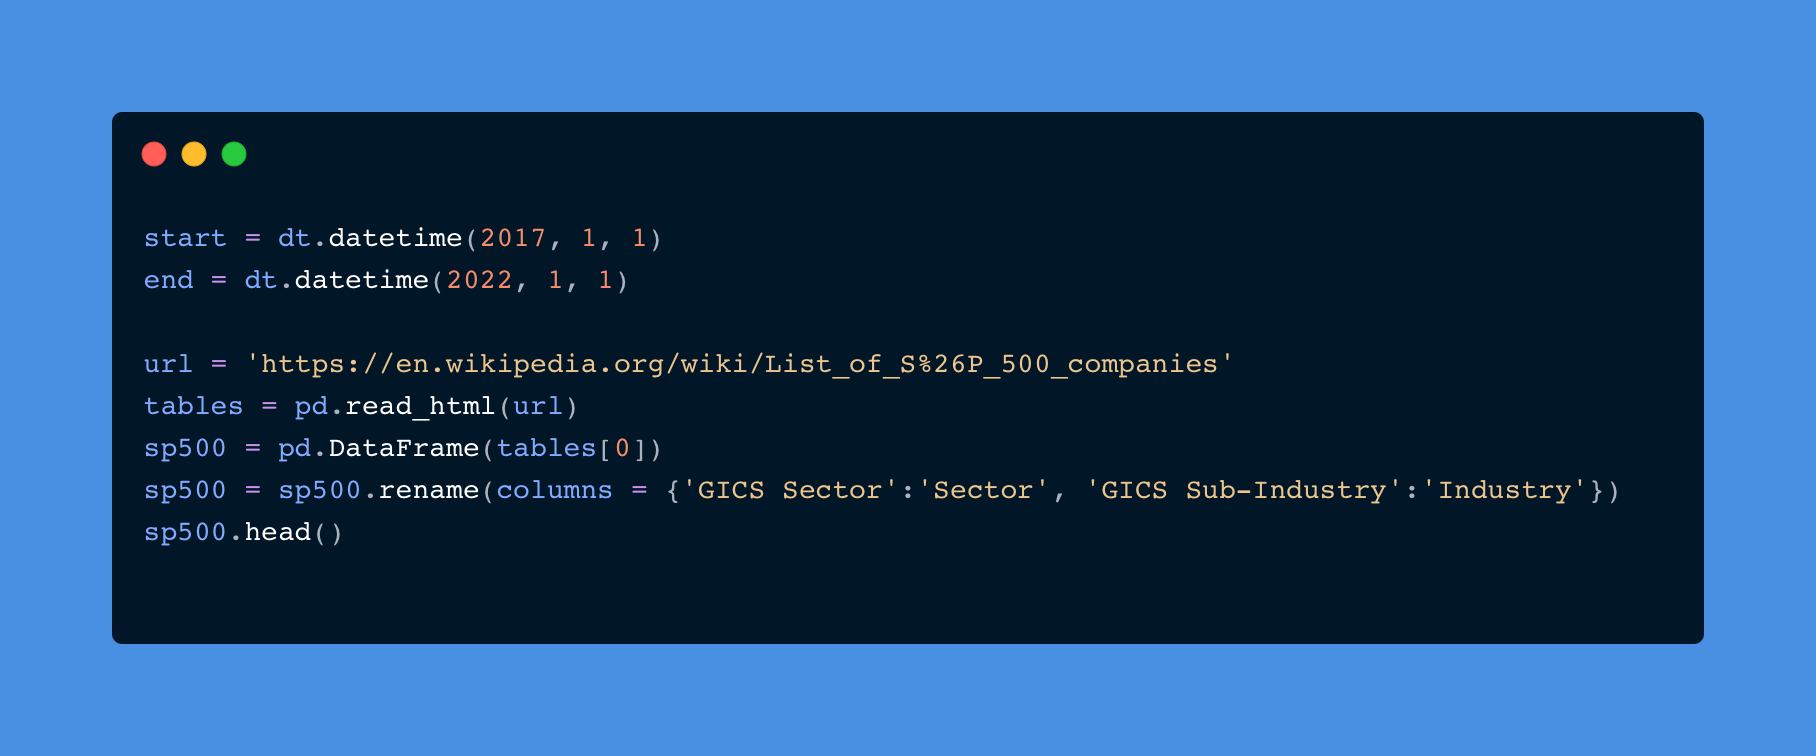 start = dt.datetime(2017, 1, 1)
end = dt.datetime(2022, 1, 1)
url = 'https://en.wikipedia.org/wiki/List_of_S%26P_500_companies'
tables = pd.read_html(url)
sp500 = pd.DataFrame(tables[0])
sp500 = sp500.rename(columns = {'GICS Sector':'Sector', 'GICS Sub-Industry':'Industry'})
sp500.head()